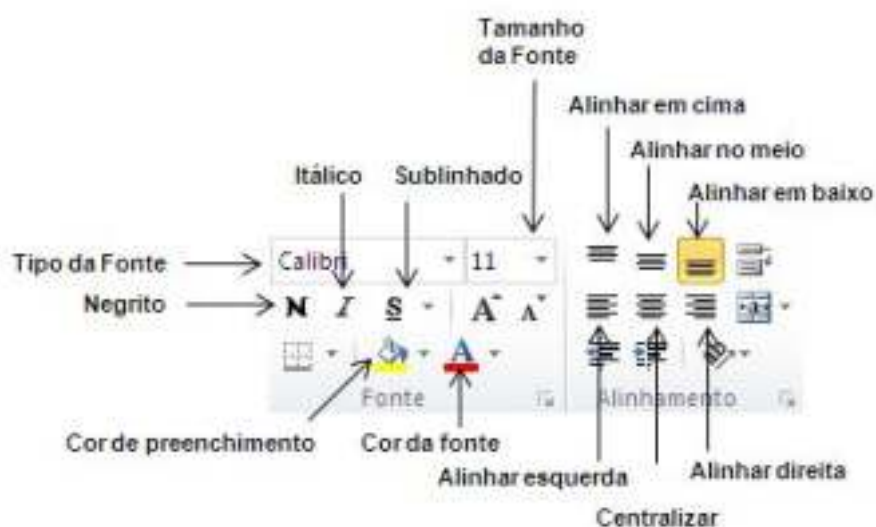 Tamanho
da Fonte
Alinhar em cima
Alinhar no meio
Itálico
Sublinhado
Alinhar em baixo
Tipo da Fonte
Calibri
11
Negrito
N
I
S
A
A
A
Fonte
Alinhamento
Cor de preenchimento
Cor da fonte
Alinhar esquerda
Alinhar direita
Centralizar